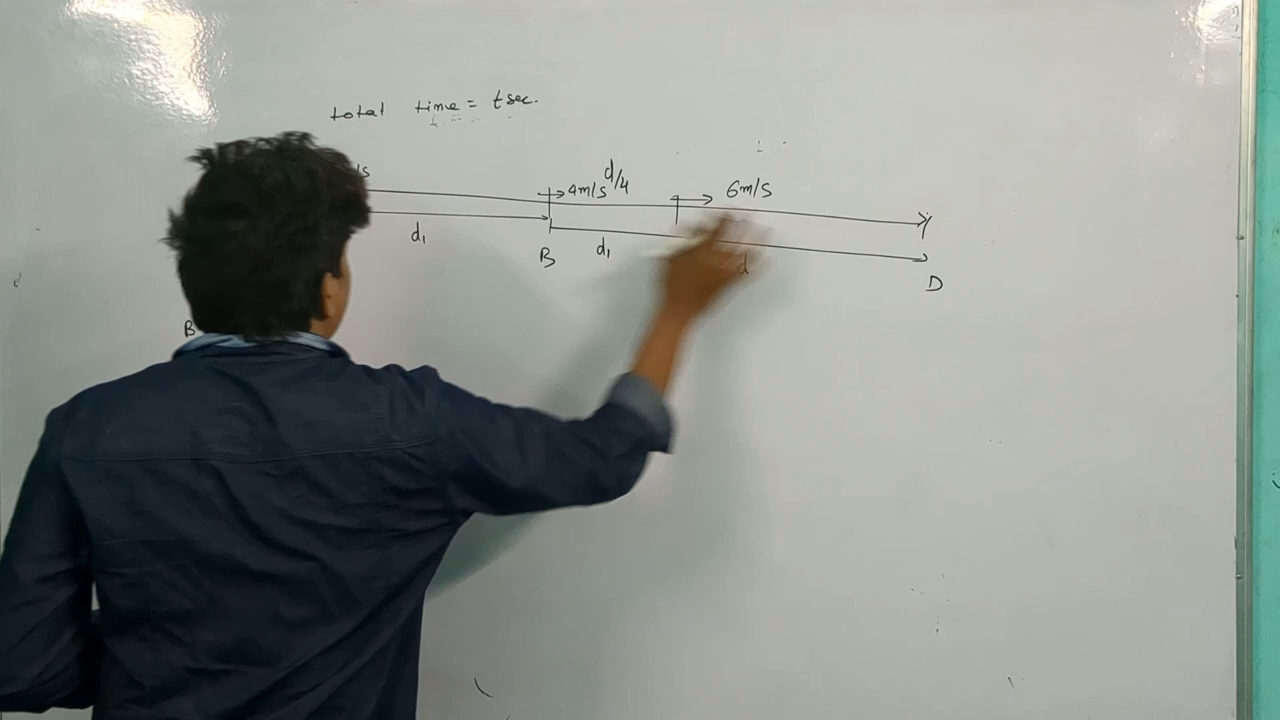 total time = t sec.
/s 4m/s d/4 6m/s
d₁ d₁ d
B D
B